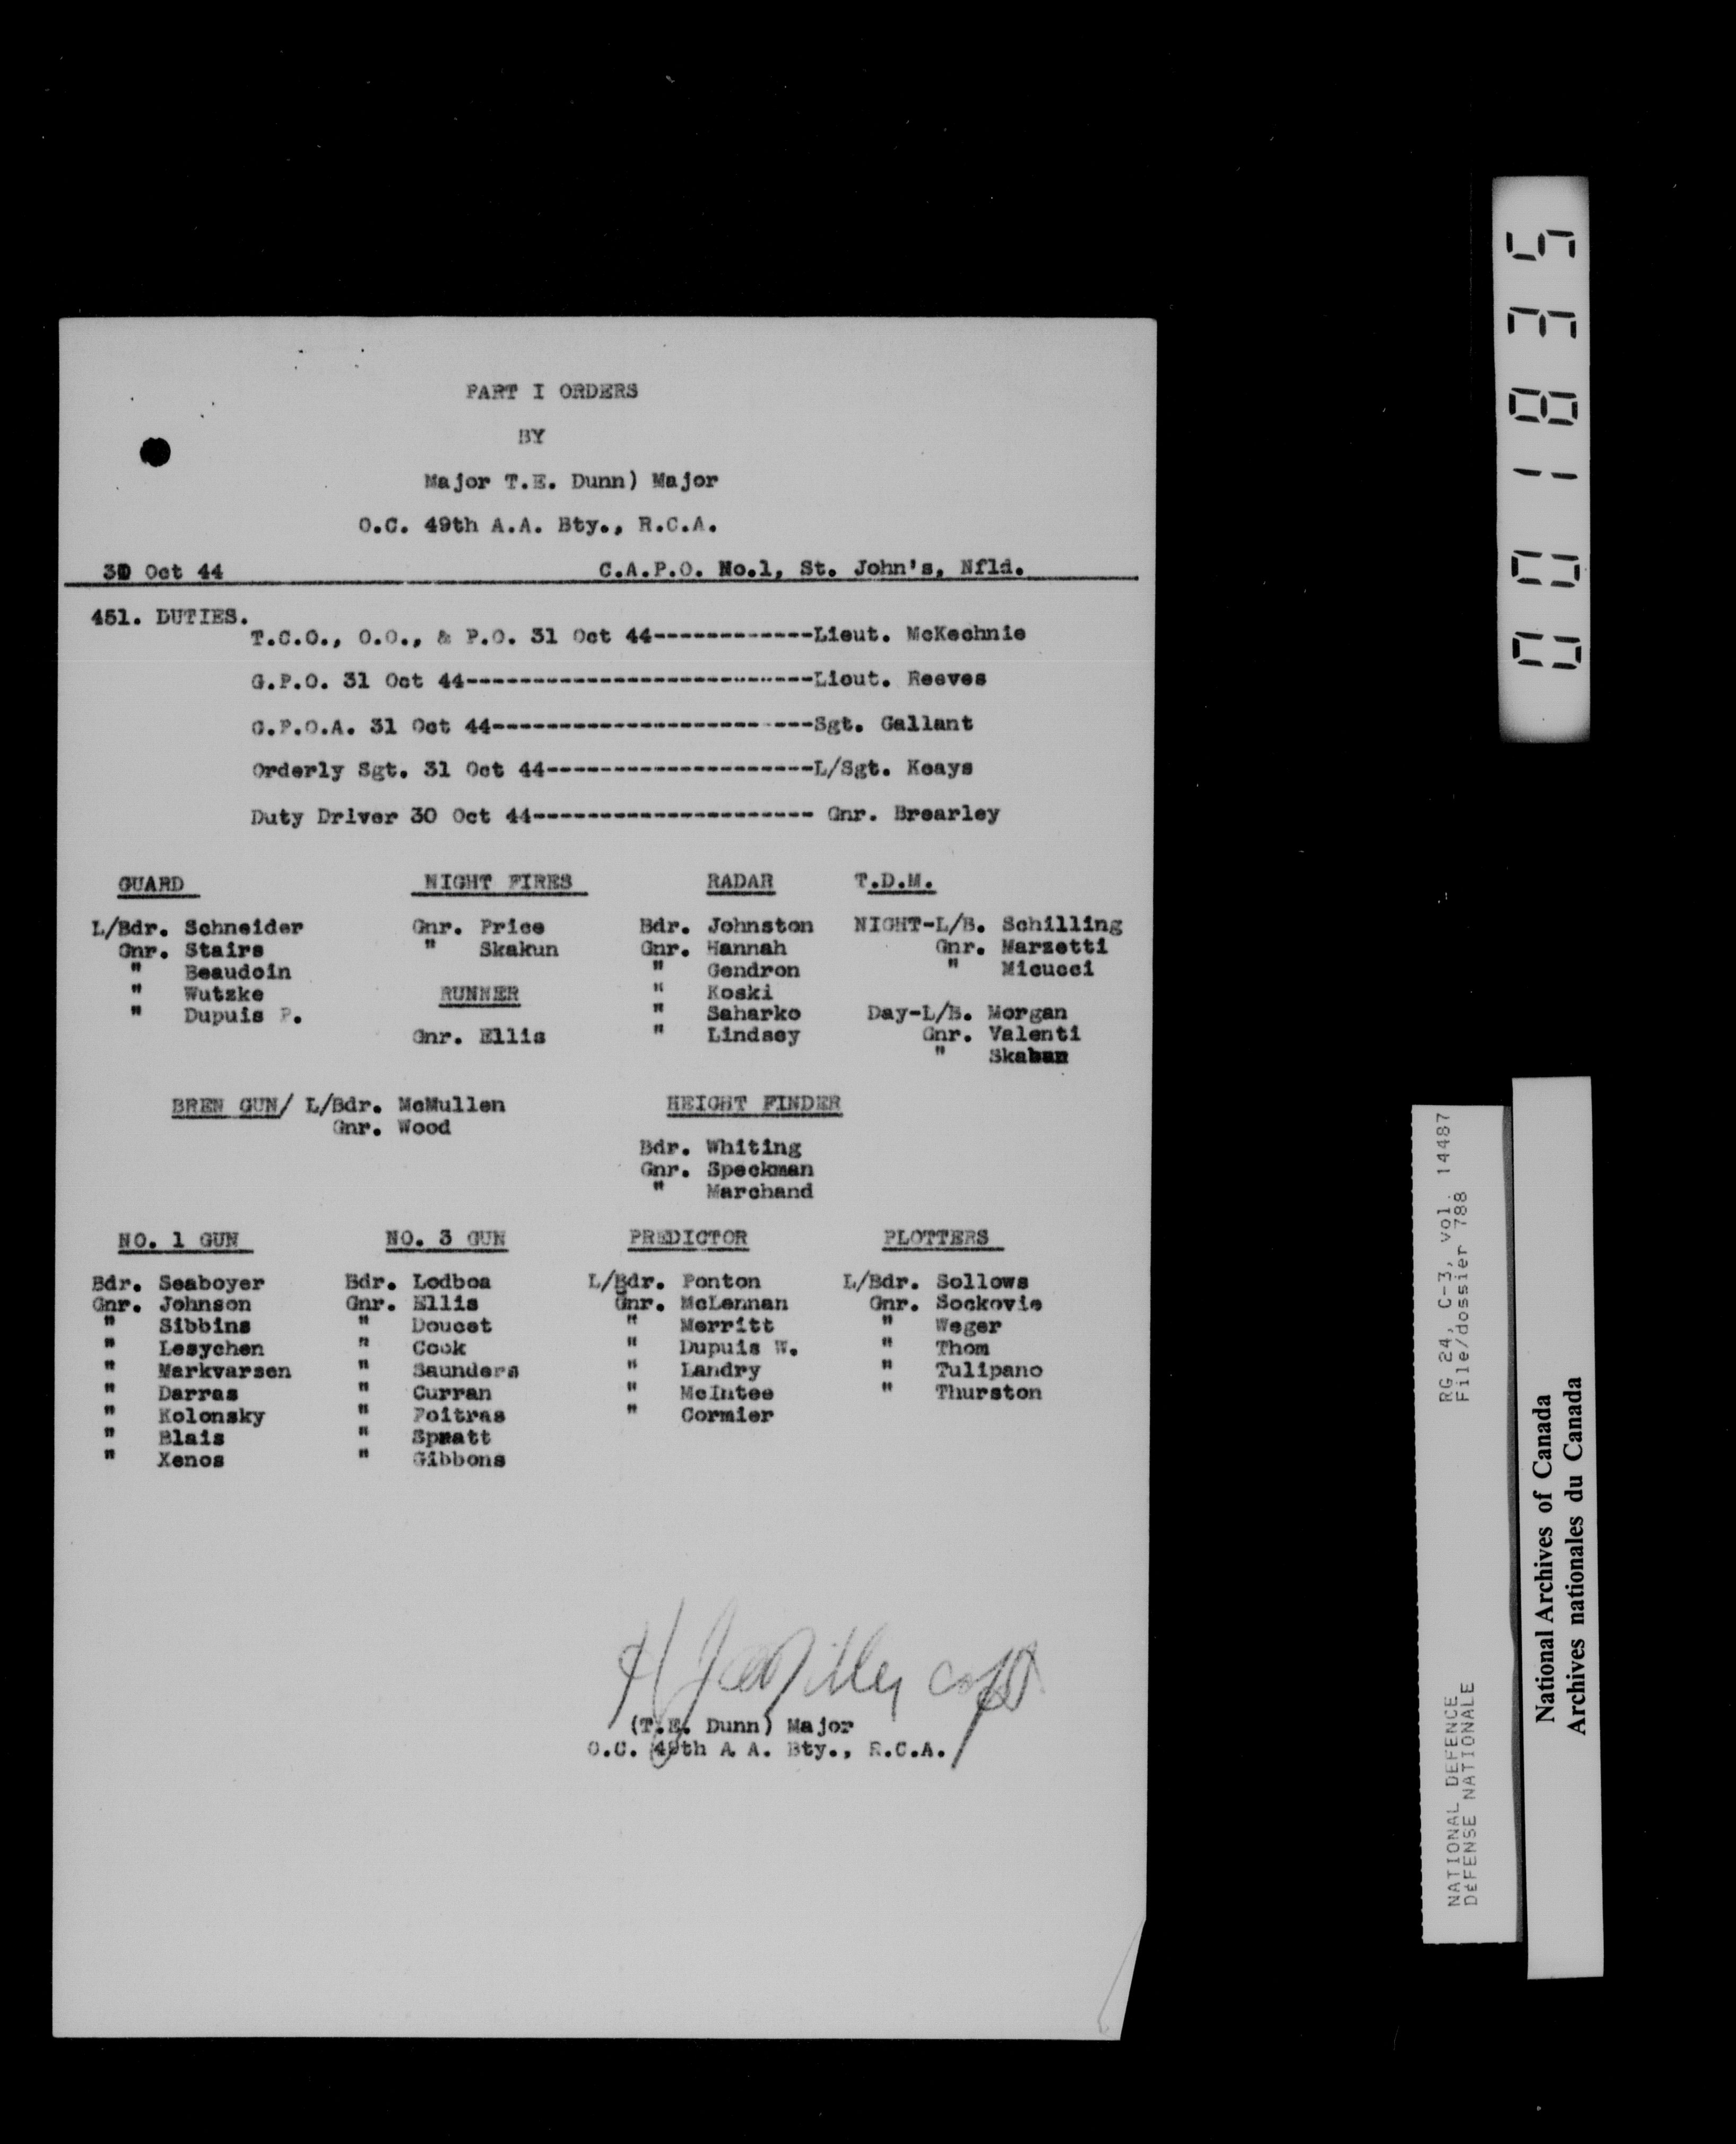 PART I ORDERS
BY
Major T.E. Dunn) Major
O.C. 49th A.A. Bty., R.C.A.
30 Oct 44 C.A.P.O. No.1, St. John's, Nfld.
451. DUTIES.
T.C.O., O.O., & P.O. 31 Oct 44------------Lieut. McKechnie
G.P.O. 31 Oct 44--------------------------Lieut. Reeves
G.P.O.A. 31 Oct 44------------------------Sgt. Gallant
Orderly Sgt. 31 Oct 44--------------------L/Sgt. Keays
Duty Driver 30 Oct 44--------------------- Gnr. Brearley
GUARD NIGHT FIRES RADAR T.D.M.
L/Bdr. Schneider Gnr. Price Bdr. Johnston NIGHT-L/B. Schilling
Gnr. Stairs " Skakun Gnr. Hannah Gnr. Marzetti
" Beaudoin " Gendron " Micucci
" Wutzke RUNNER " Koski
" Dupuis P. " Saharko Day-L/B. Morgan
Gnr. Ellis " Lindsey Gnr. Valenti
"
BREN GUN/ L/Bdr. McMullen HEIGHT FINDER
Gnr. Wood
Bdr. Whiting
Gnr. Speckman
" Marchand
NO. 1 GUN NO. 3 GUN PREDICTOR PLOTTERS
Bdr. Seaboyer Bdr. Lodboa L/Bdr. Ponton L/Bdr. Sollows
Gnr. Johnson Gnr. Ellis Gnr. McLennan Gnr. Sockovie
" Sibbins " Doucet " Merritt " Weger
" Lesychen " Cook " Dupuis W. " Thom
" Markvarsen " Saunders " Landry " Tulipano
" Darras " Curran " McIntee " Thurston
" Kolonsky " Poitras " Cormier
" Blais " Spratt
" Xenos " Gibbons
Capt
(T.E. Dunn) Major
O.C. 49th A A. Bty., R.C.A.
001835
RG 24, C-3, vol. 14487
File/dossier 788
NATIONAL DEFENCE
DÉFENSE NATIONALE
National Archives of Canada
Archives nationales du Canada